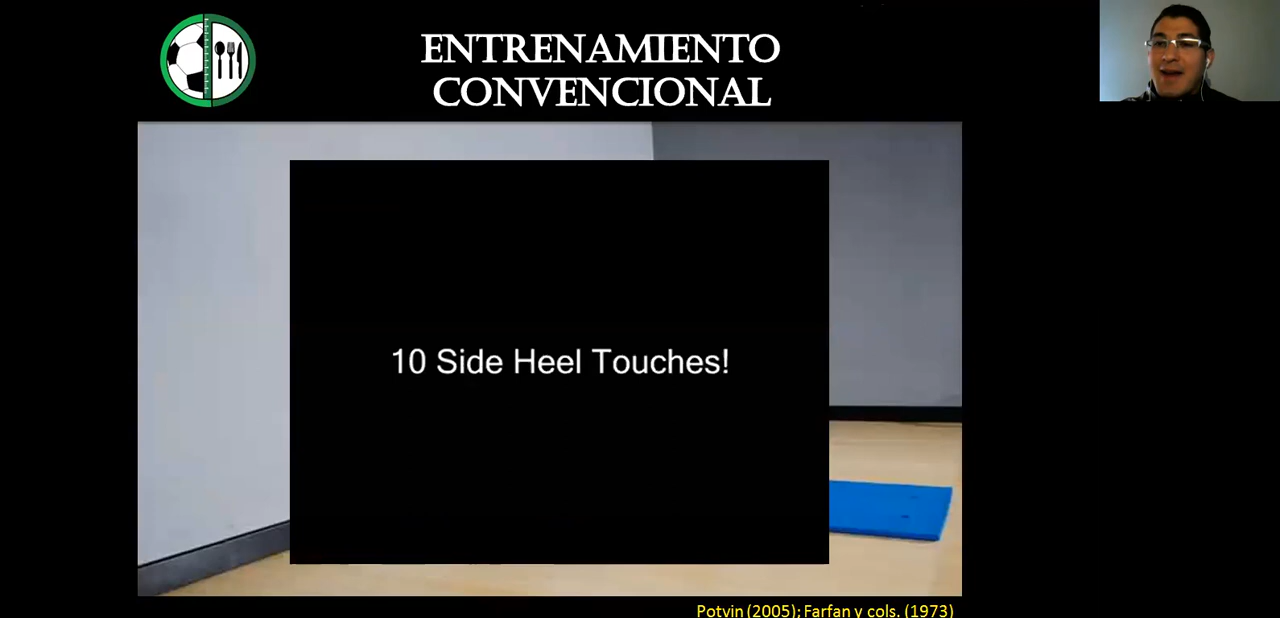 ENTRENAMIENTO
CONVENCIONAL
10 Side Heel Touches!
Potvin (2005); Farfan y cols. (1973)